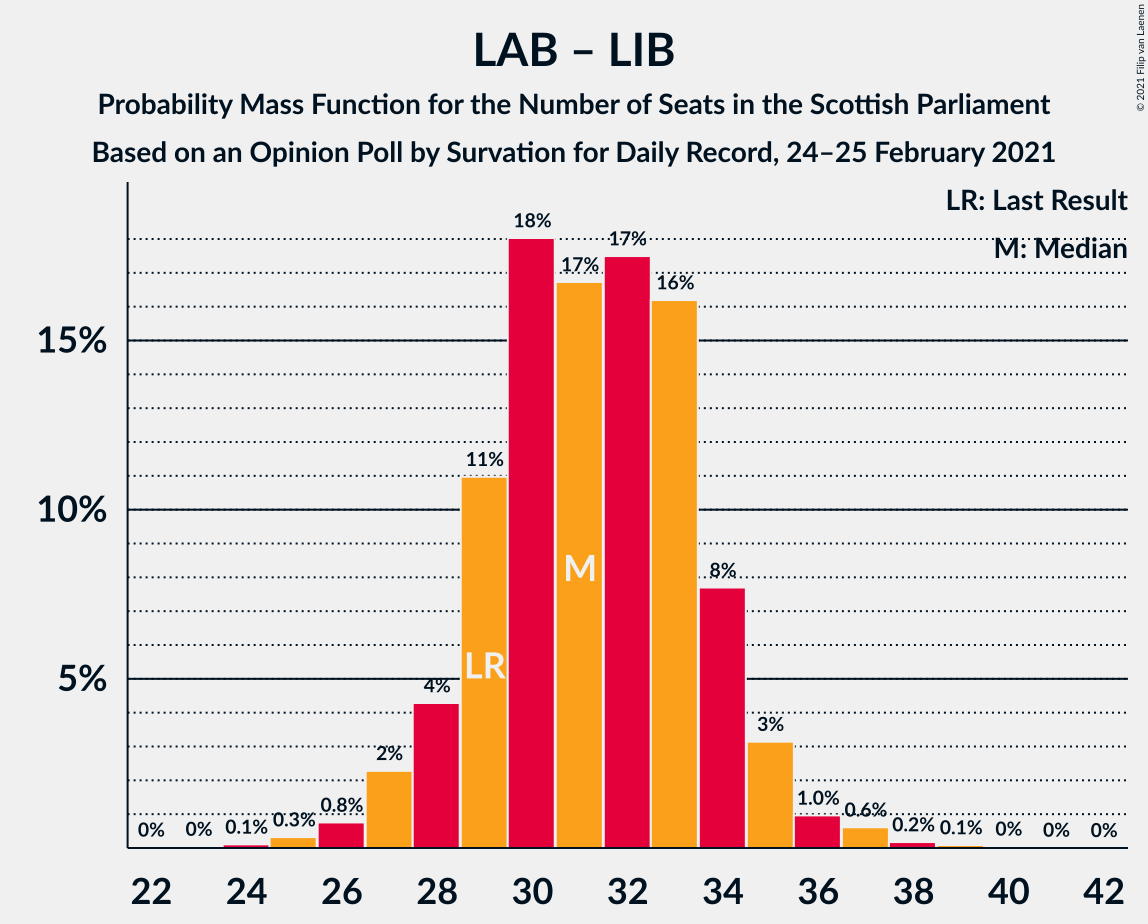 LAB – LIB
Probability Mass Function for the Number of Seats in the Scottish Parliament
Based on an Opinion Poll by Survation for Daily Record, 24–25 February 2021
© 2021 Filip van Laenen
LR: Last Result
M: Median
15%
10%
5%
0%
0%
0.1%
0.3%
0.8%
2%
4%
11%
18%
17%
17%
16%
8%
3%
1.0%
0.6%
0.2%
0.1%
0%
0%
0%
LR
M
22 24 26 28 30 32 34 36 38 40 42